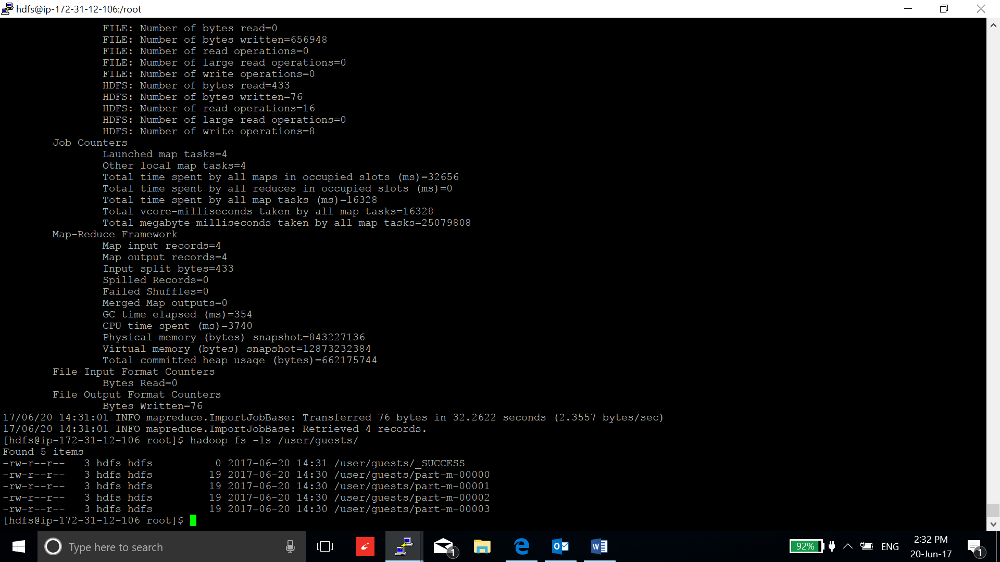 hdfs@ip-172-31-12-106:/root
FILE: Number of bytes read=0
FILE: Number of bytes written=656948
FILE: Number of read operations=0
FILE: Number of large read operations=0
FILE: Number of write operations=0
HDFS: Number of bytes read=433
HDFS: Number of bytes written=76
HDFS: Number of read operations=16
HDFS: Number of large read operations=0
HDFS: Number of write operations=8
Job Counters
Launched map tasks=4
Other local map tasks=4
Total time spent by all maps in occupied slots (ms)=32656
Total time spent by all reduces in occupied slots (ms)=0
Total time spent by all map tasks (ms)=16328
Total vcore-milliseconds taken by all map tasks=16328
Total megabyte-milliseconds taken by all map tasks=25079808
Map-Reduce Framework
Map input records=4
Map output records=4
Input split bytes=433
Spilled Records=0
Failed Shuffles=0
Merged Map outputs=0
GC time elapsed (ms)=354
CPU time spent (ms)=3740
Physical memory (bytes) snapshot=843227136
Virtual memory (bytes) snapshot=12873232384
Total committed heap usage (bytes)=662175744
File Input Format Counters
Bytes Read=0
File Output Format Counters
Bytes Written=76
17/06/20 14:31:01 INFO mapreduce.ImportJobBase: Transferred 76 bytes in 32.2622 seconds (2.3557 bytes/sec)
17/06/20 14:31:01 INFO mapreduce.ImportJobBase: Retrieved 4 records.
[hdfs@ip-172-31-12-106 root]$ hadoop fs -ls /user/guests/
Found 5 items
-rw-r--r--   3 hdfs hdfs          0 2017-06-20 14:31 /user/guests/_SUCCESS
-rw-r--r--   3 hdfs hdfs         19 2017-06-20 14:30 /user/guests/part-m-00000
-rw-r--r--   3 hdfs hdfs         19 2017-06-20 14:30 /user/guests/part-m-00001
-rw-r--r--   3 hdfs hdfs         19 2017-06-20 14:30 /user/guests/part-m-00002
-rw-r--r--   3 hdfs hdfs         19 2017-06-20 14:30 /user/guests/part-m-00003
[hdfs@ip-172-31-12-106 root]$
Type here to search
1
92%
ENG
2:32 PM
20-Jun-17
1